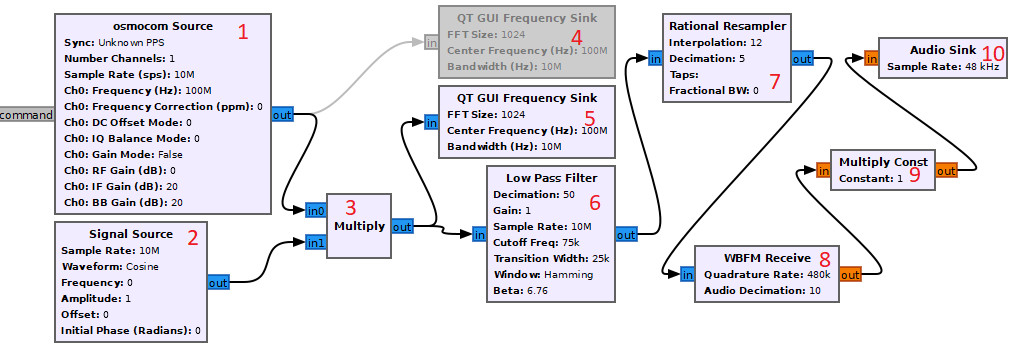 osmocom Source
1
Sync: Unknown PPS
Number Channels: 1
Sample Rate (sps): 10M
Ch0: Frequency (Hz): 100M
Ch0: Frequency Correction (ppm): 0
Ch0: DC Offset Mode: 0
Ch0: IQ Balance Mode: 0
Ch0: Gain Mode: False
Ch0: RF Gain (dB): 0
Ch0: IF Gain (dB): 20
Ch0: BB Gain (dB): 20
command
out
Signal Source
2
Sample Rate: 10M
Waveform: Cosine
Frequency: 0
Amplitude: 1
Offset: 0
Initial Phase (Radians): 0
out
in0
in1
3
Multiply
out
QT GUI Frequency Sink
FFT Size: 1024
4
Center Frequency (Hz): 100M
Bandwidth (Hz): 10M
in
QT GUI Frequency Sink
FFT Size: 1024
5
Center Frequency (Hz): 100M
Bandwidth (Hz): 10M
in
Low Pass Filter
Decimation: 50
6
Gain: 1
Sample Rate: 10M
Cutoff Freq: 75k
Transition Width: 25k
Window: Hamming
Beta: 6.76
in
out
Rational Resampler
Interpolation: 12
Decimation: 5
Taps:
7
Fractional BW: 0
in
out
WBFM Receive
8
Quadrature Rate: 480k
Audio Decimation: 10
in
out
Multiply Const
9
Constant: 1
in
out
Audio Sink
10
Sample Rate: 48 kHz
in